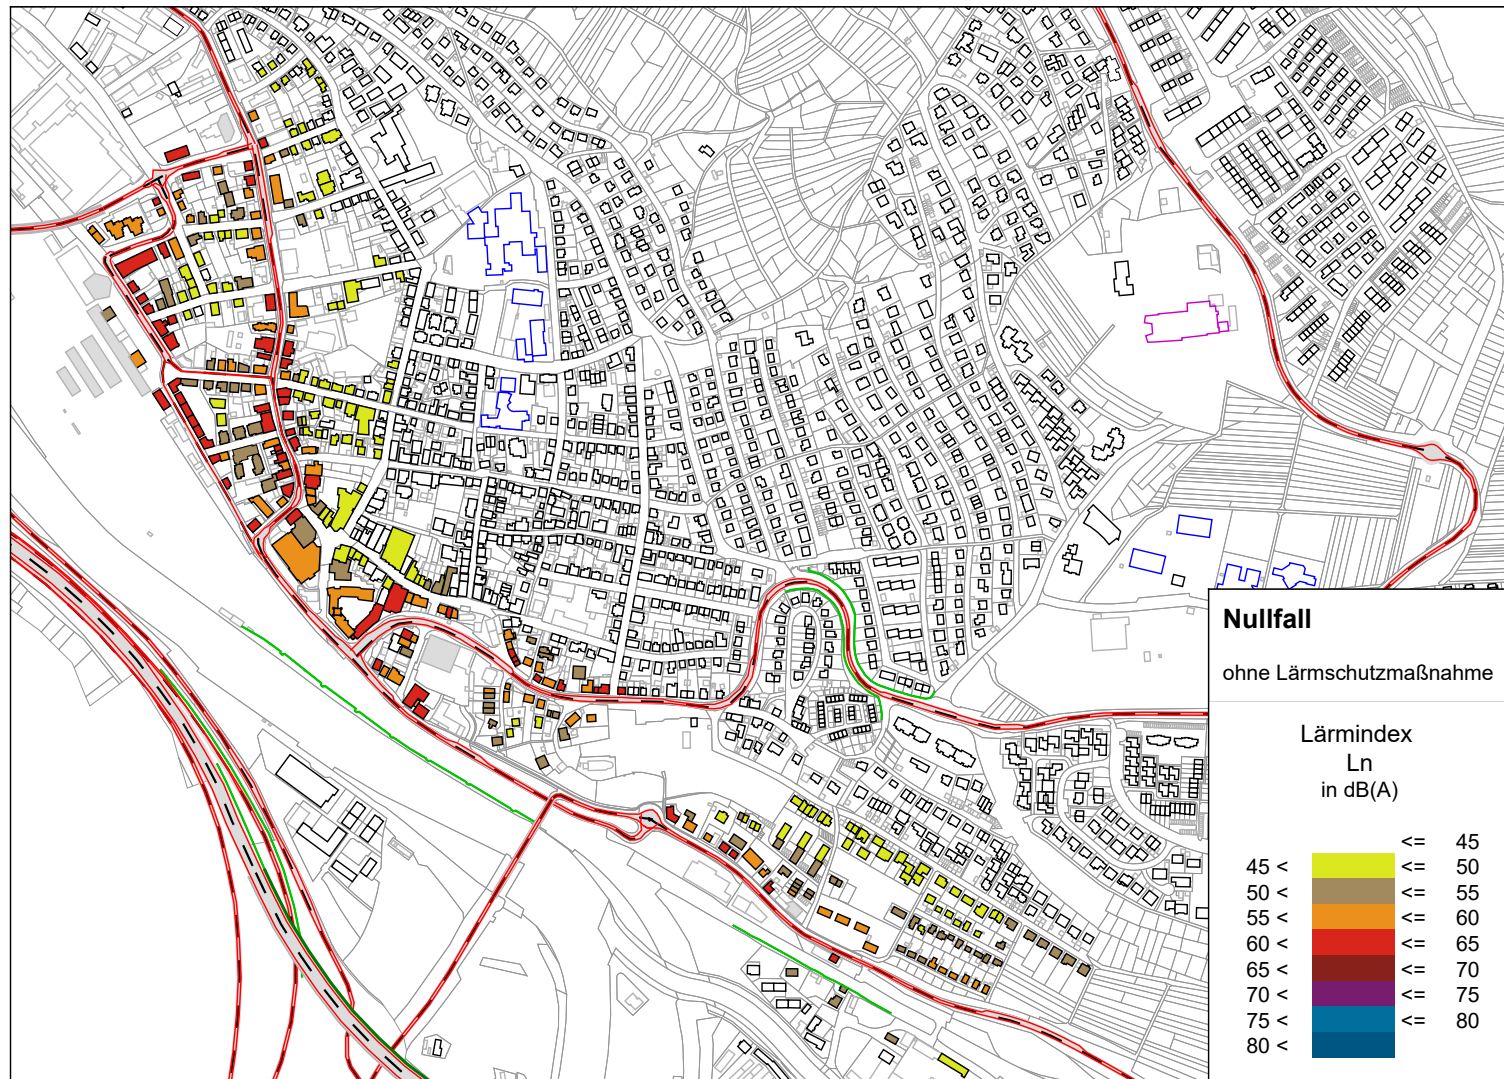 Nullfall
ohne Lärmschutzmaßnahme
Lärmindex
Ln
in dB(A)
<= 45
45 < <= 50
50 < <= 55
55 < <= 60
60 < <= 65
65 < <= 70
70 < <= 75
75 < <= 80
80 <